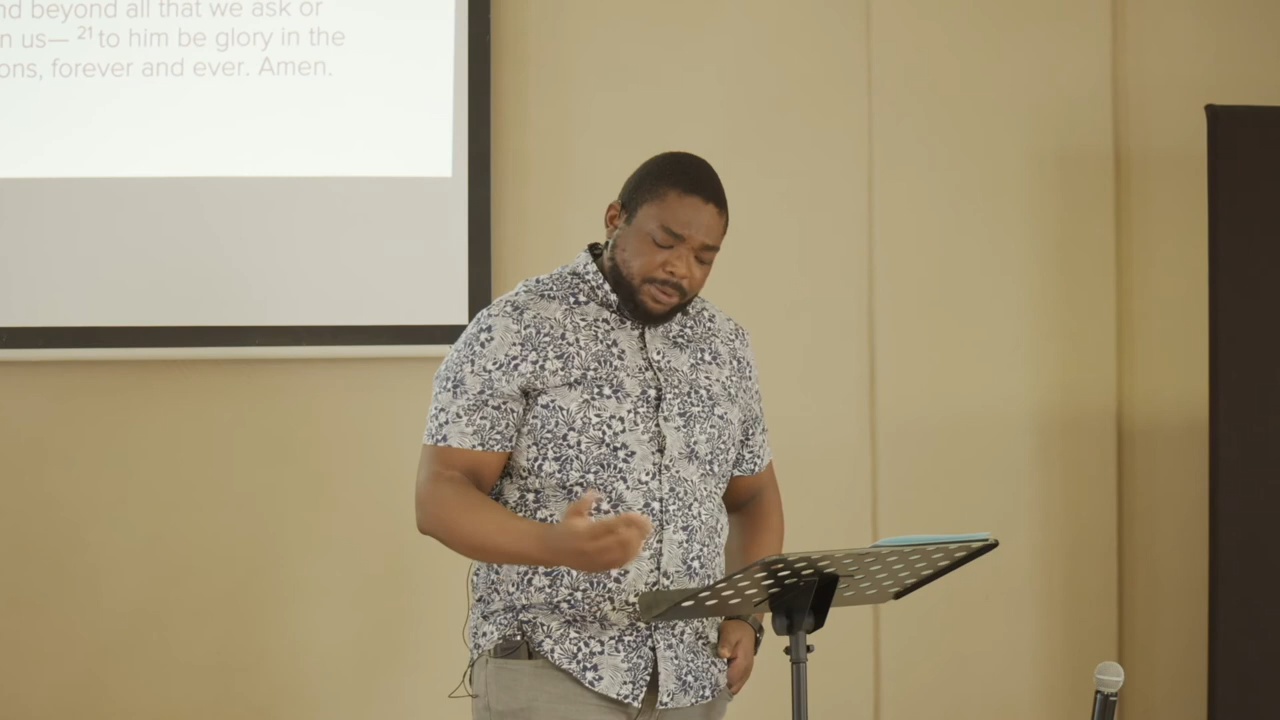 nd beyond all that we ask or
n us— ²¹ to him be glory in the
ons, forever and ever. Amen.